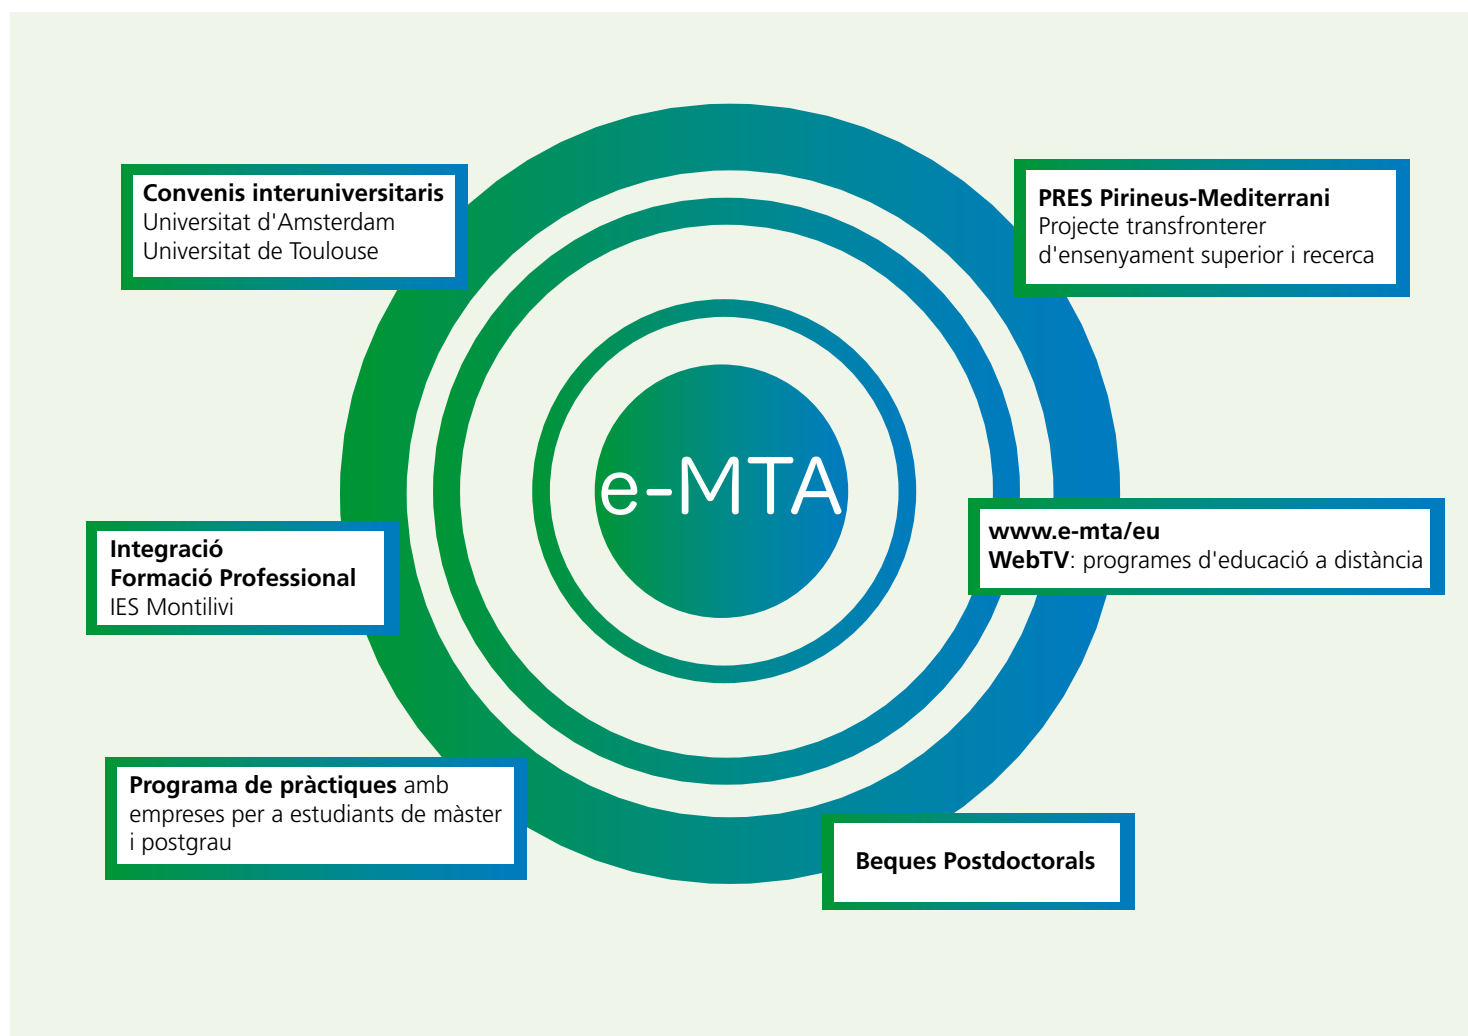 Convenis interuniversitaris
Universitat d'Amsterdam
Universitat de Toulouse
PRES Pirineus-Mediterrani
Projecte transfronterer
d'ensenyament superior i recerca
e-MTA
Integració
Formació Professional
IES Montilivi
www.e-mta/eu
WebTV: programes d'educació a distància
Programa de pràctiques amb
empreses per a estudiants de màster
i postgrau
Beques Postdoctorals